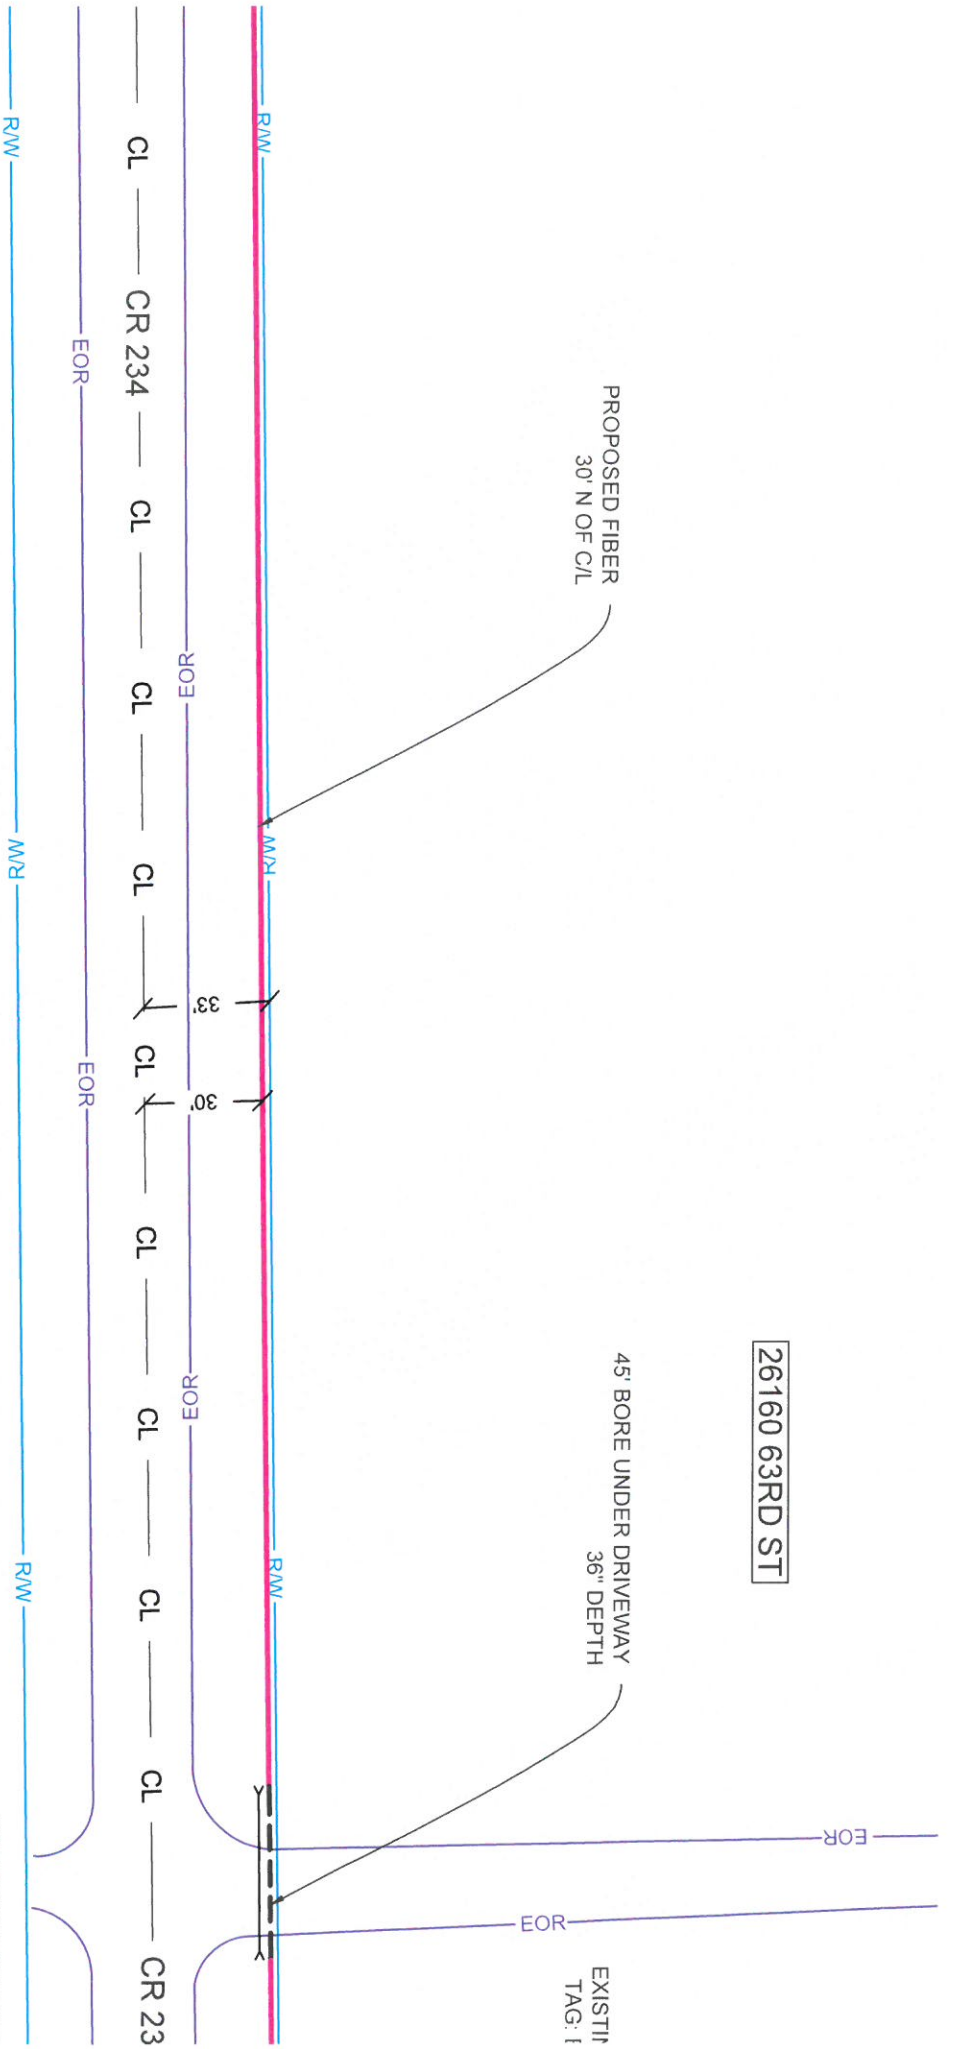 26160 63RD ST
PROPOSED FIBER
30' N OF C/L
45' BORE UNDER DRIVEWAY
36" DEPTH
EXISTIN
TAG:
EOR
EOR
R/W
R/W
R/W
33'
30'
EOR
EOR
CL
CR 234
CL
CL
CL
CL
CL
CL
CL
CL
CR 23
EOR
EOR
R/W
R/W
R/W